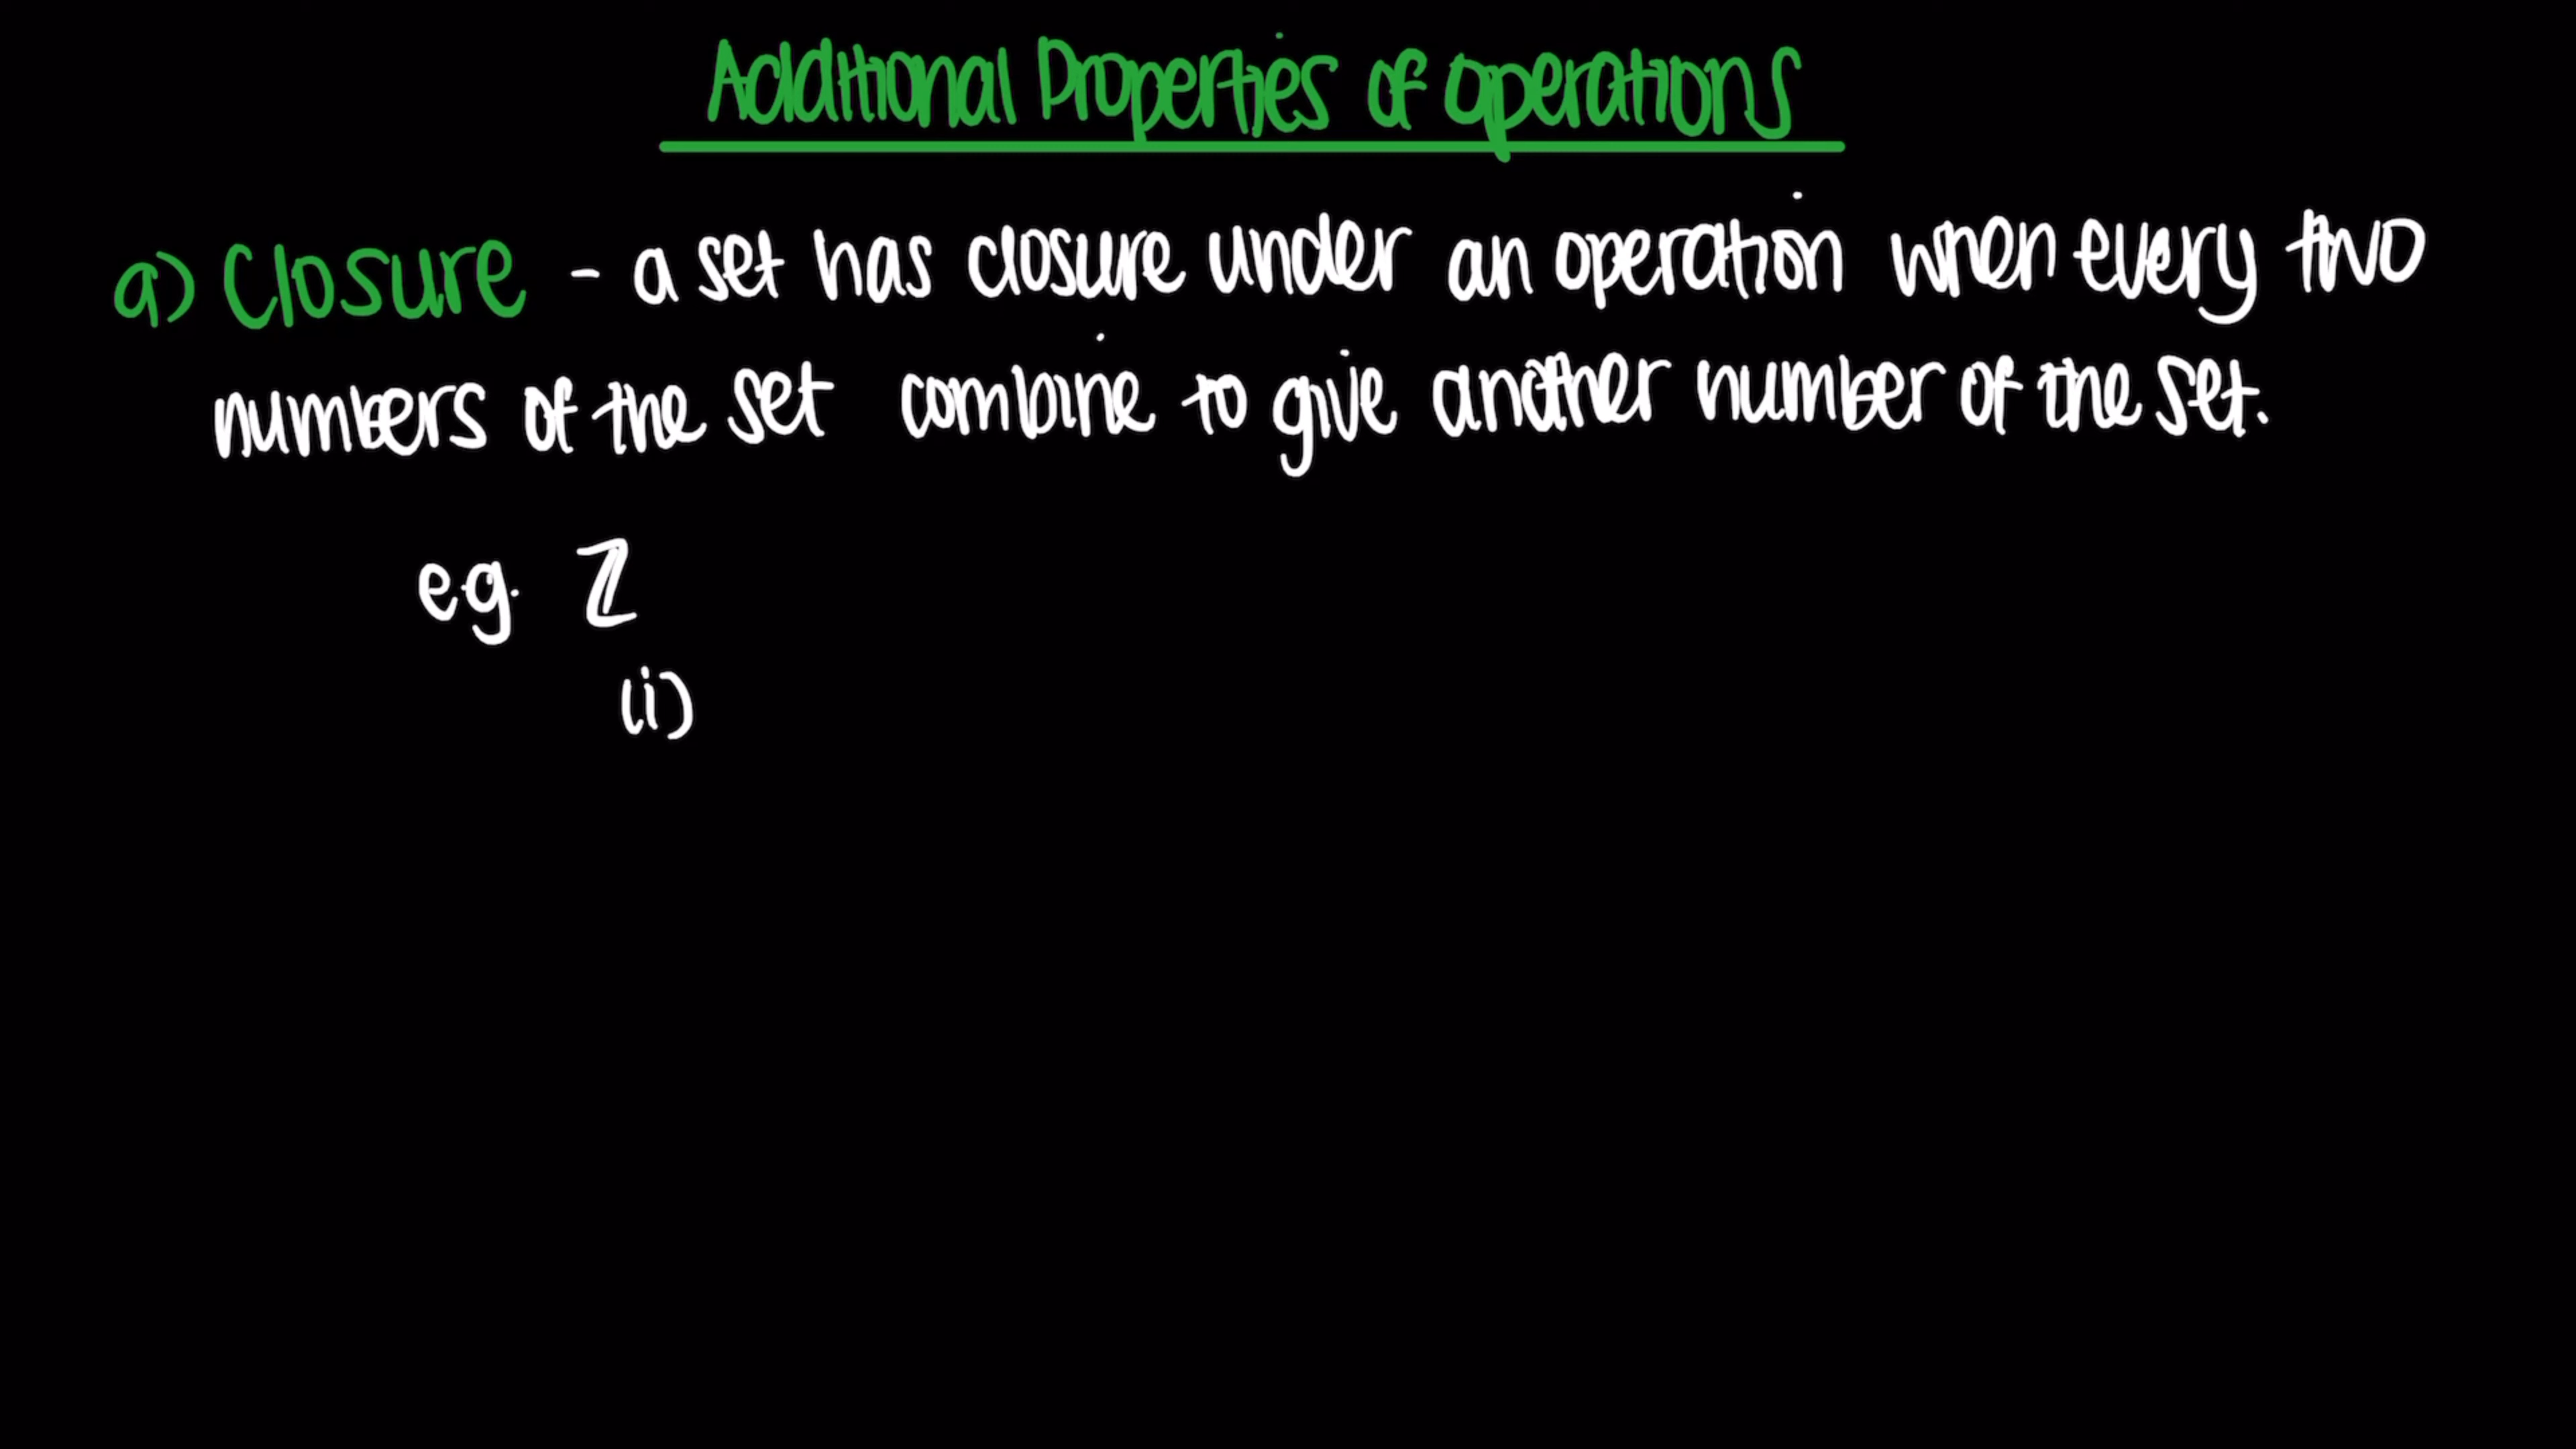 Additional Properties of operations
a) Closure - a set has closure under an operation when every two
numbers of the set combine to give another number of the set.
e.g. ℤ
(i)